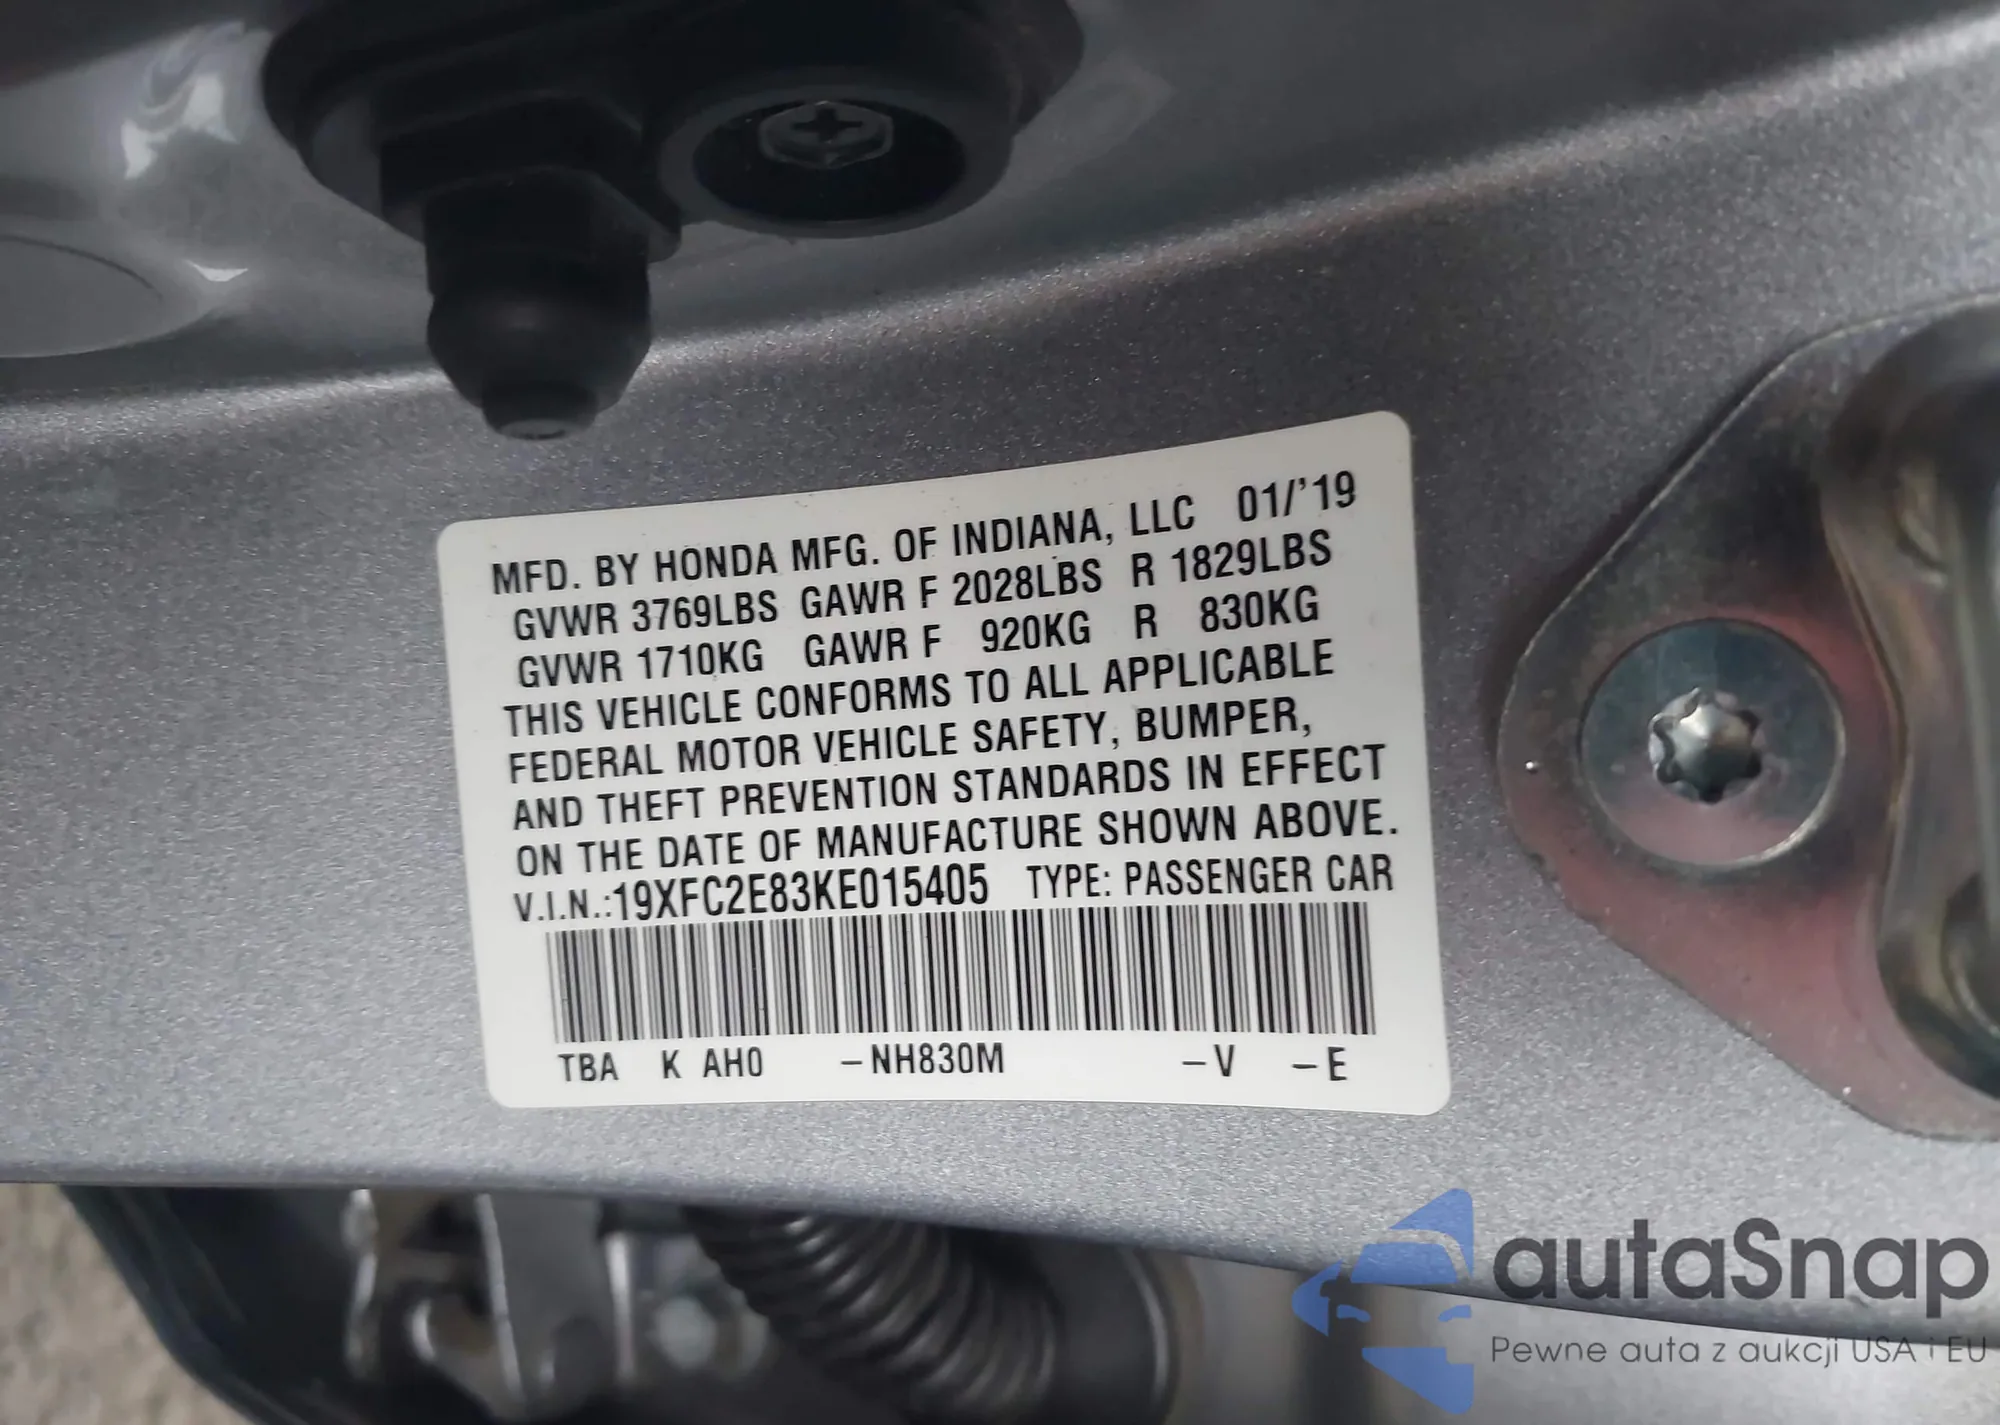 MFD. BY HONDA MFG. OF INDIANA, LLC 01/'19
GVWR 3769LBS GAWR F 2028LBS R 1829LBS
GVWR 1710KG GAWR F 920KG R 830KG
THIS VEHICLE CONFORMS TO ALL APPLICABLE
FEDERAL MOTOR VEHICLE SAFETY, BUMPER,
AND THEFT PREVENTION STANDARDS IN EFFECT
ON THE DATE OF MANUFACTURE SHOWN ABOVE.
V.I.N.:19XFC2E83KE015405 TYPE: PASSENGER CAR
TBA K AH0 –NH830M –V –E
autaSnap
Pewne auta z aukcji USA i EU